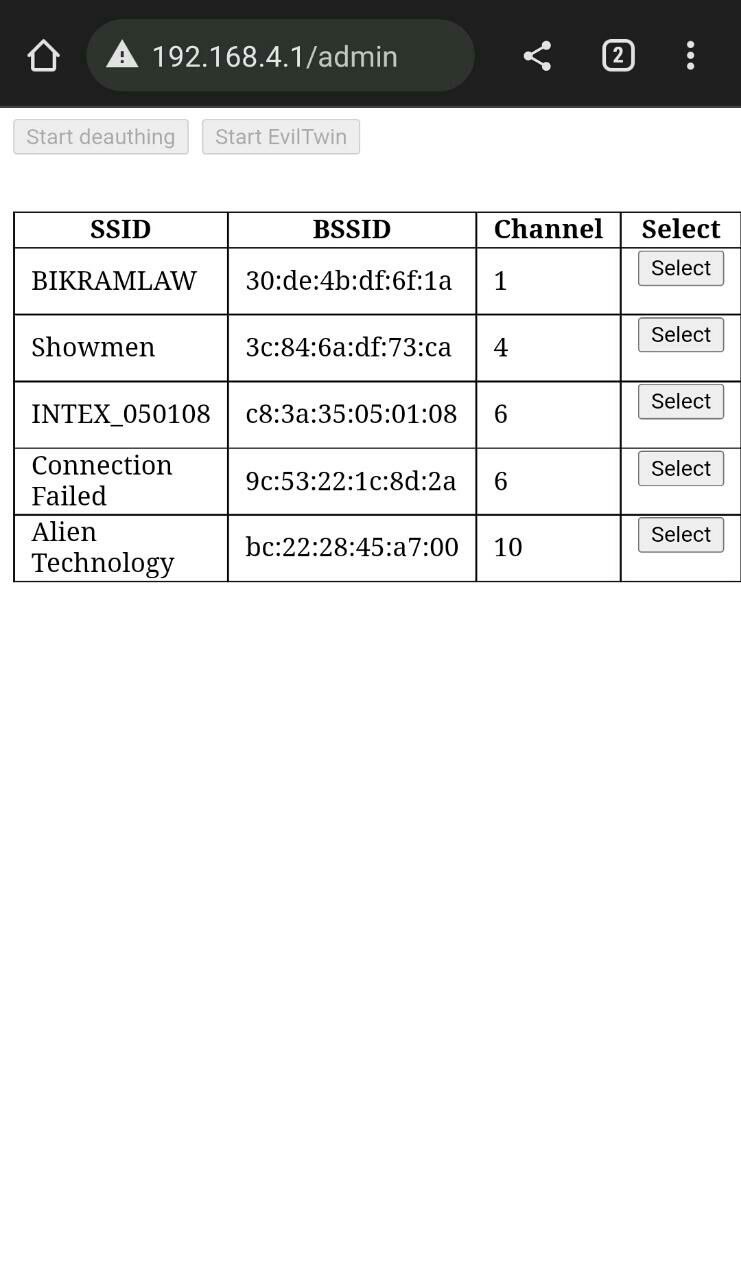 192.168.4.1/admin
2
Start deauthing Start EvilTwin
SSID BSSID Channel Select
BIKRAMLAW 30:de:4b:df:6f:1a 1 Select
Showmen 3c:84:6a:df:73:ca 4 Select
INTEX_050108 c8:3a:35:05:01:08 6 Select
Connection
Failed 9c:53:22:1c:8d:2a 6 Select
Alien
Technology bc:22:28:45:a7:00 10 Select